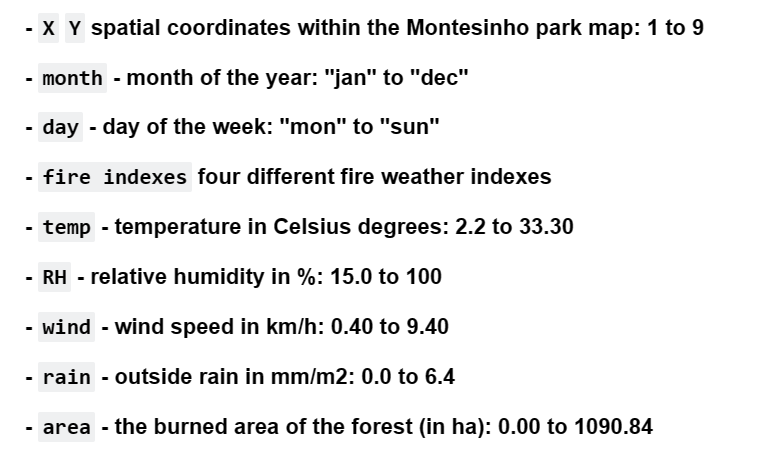 - X Y spatial coordinates within the Montesinho park map: 1 to 9
- month - month of the year: "jan" to "dec"
- day - day of the week: "mon" to "sun"
- fire indexes four different fire weather indexes
- temp - temperature in Celsius degrees: 2.2 to 33.30
- RH - relative humidity in %: 15.0 to 100
- wind - wind speed in km/h: 0.40 to 9.40
- rain - outside rain in mm/m2: 0.0 to 6.4
- area - the burned area of the forest (in ha): 0.00 to 1090.84